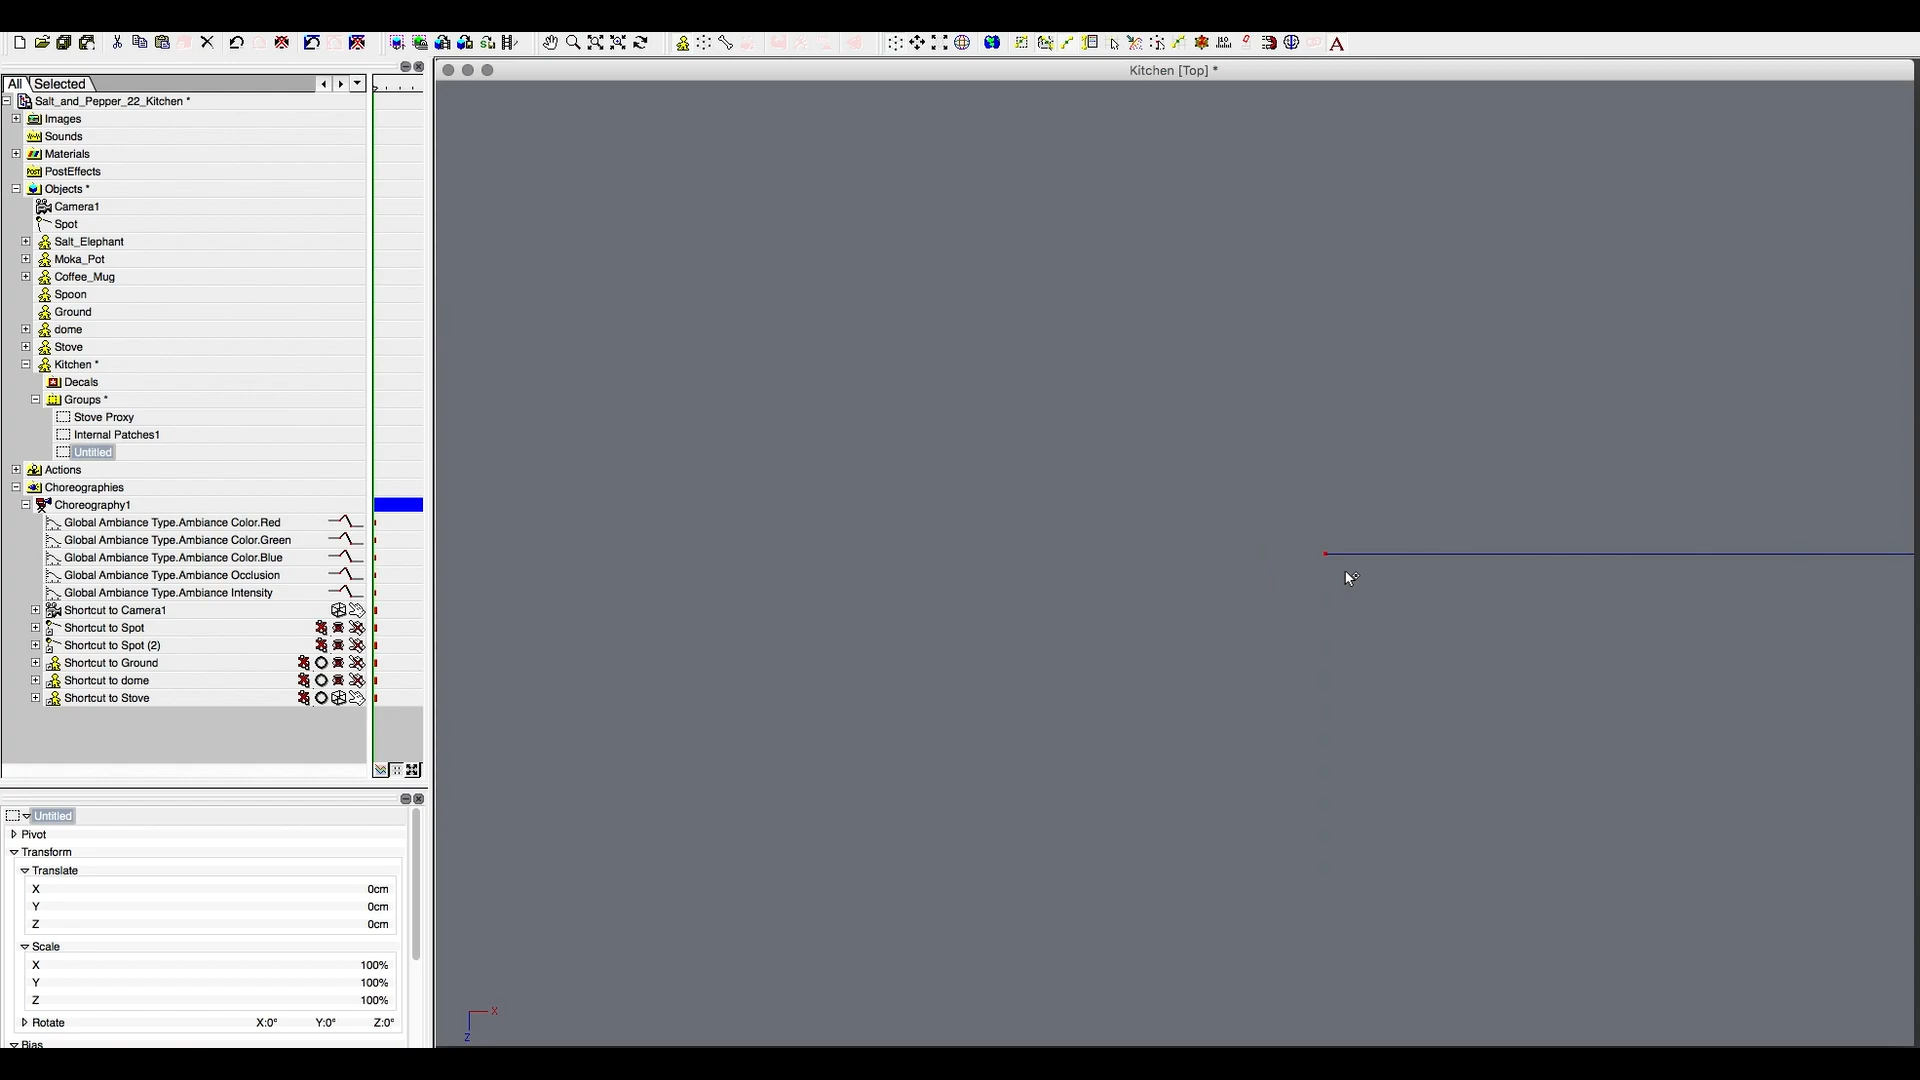 Kitchen [Top] *
All Selected
Salt_and_Pepper_22_Kitchen *
Images
Sounds
Materials
PostEffects
Objects *
Camera1
Spot
Salt_Elephant
Moka_Pot
Coffee_Mug
Spoon
Ground
dome
Stove
Kitchen *
Decals
Groups *
Stove Proxy
Internal Patches1
Untitled
Actions
Choreographies
Choreography1
Global Ambiance Type.Ambiance Color.Red
Global Ambiance Type.Ambiance Color.Green
Global Ambiance Type.Ambiance Color.Blue
Global Ambiance Type.Ambiance Occlusion
Global Ambiance Type.Ambiance Intensity
Shortcut to Camera1
Shortcut to Spot
Shortcut to Spot (2)
Shortcut to Ground
Shortcut to dome
Shortcut to Stove
Untitled
Pivot
Transform
Translate
X 0cm
Y 0cm
Z 0cm
Scale
X 100%
Y 100%
Z 100%
Rotate X:0° Y:0° Z:0°
Bias
X
Z